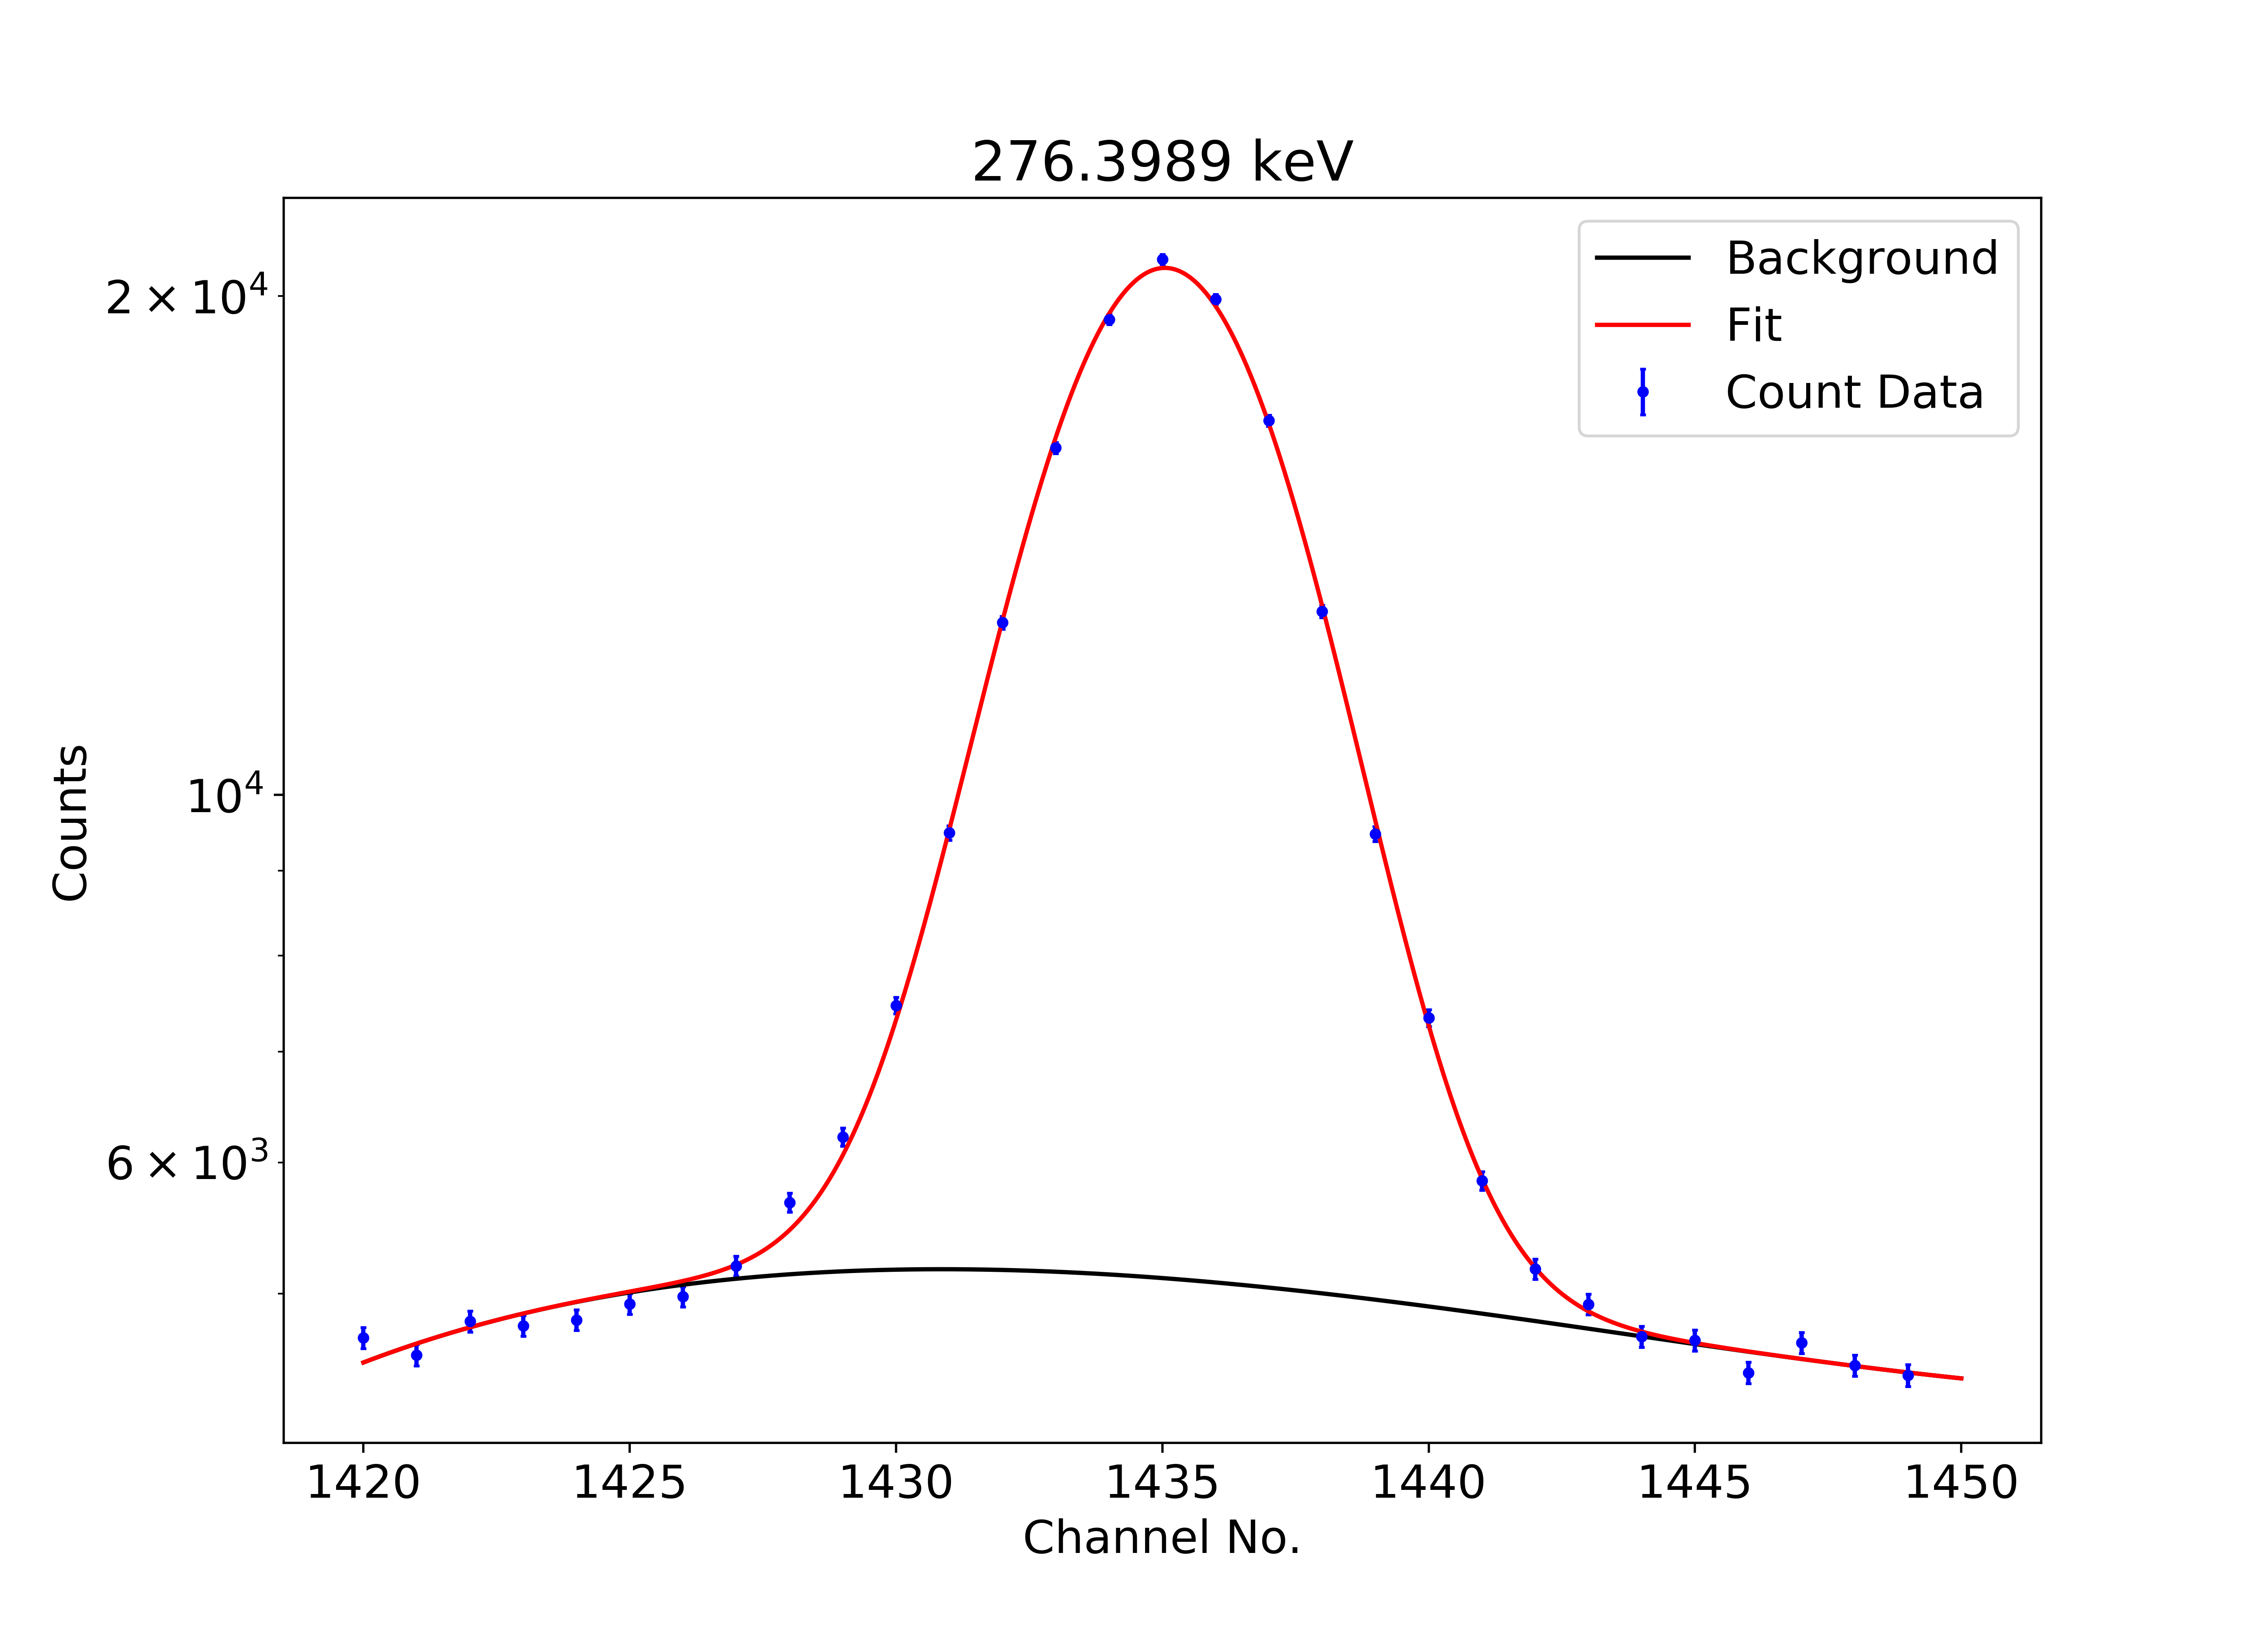 276.3989 keV
Background
Fit
Count Data
2 × 10⁴
10⁴
6 × 10³
Counts
1420 1425 1430 1435 1440 1445 1450
Channel No.